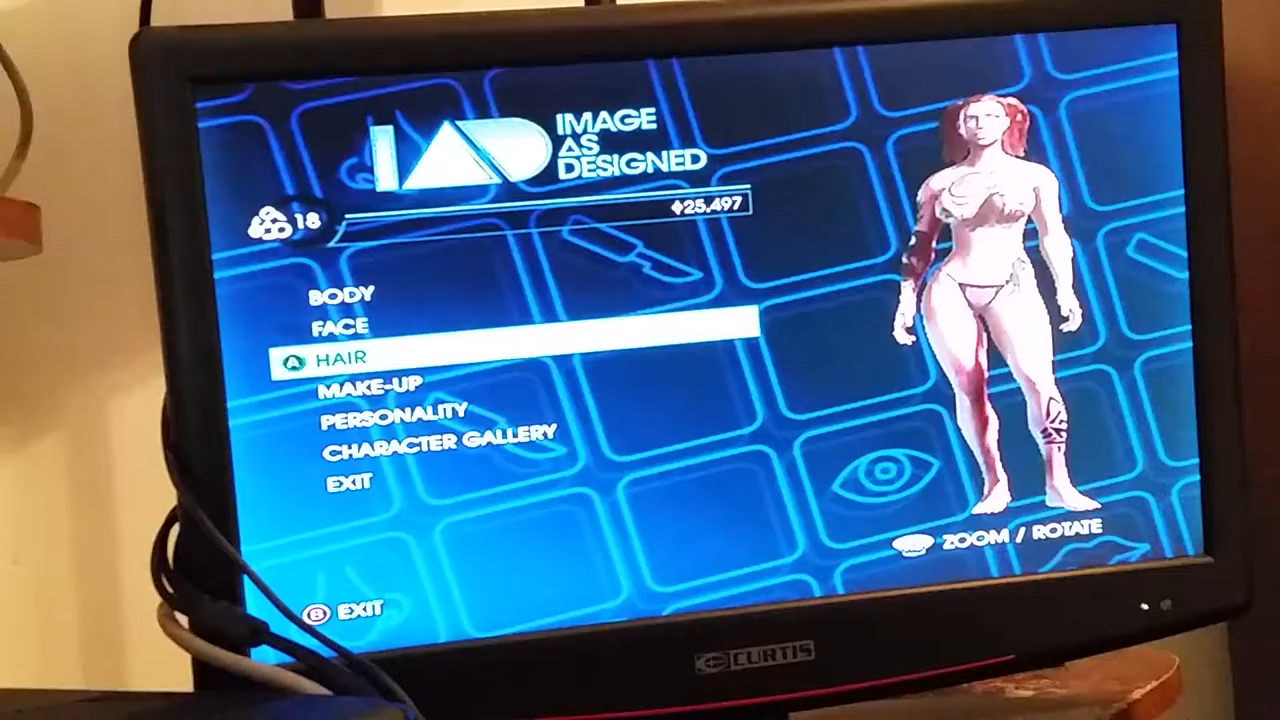 IAD
IMAGE
AS
DESIGNED
18
25,497
BODY
FACE
A HAIR
MAKE-UP
PERSONALITY
CHARACTER GALLERY
EXIT
ZOOM / ROTATE
B EXIT
CURTIS